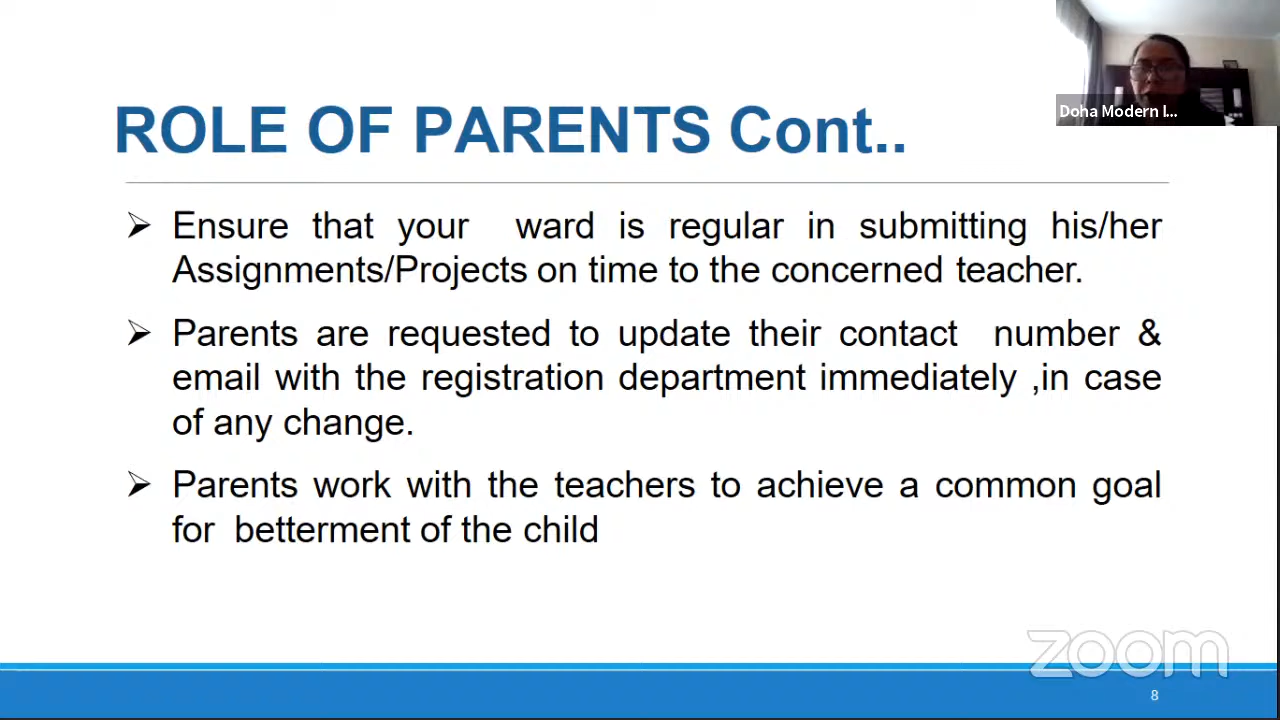 Doha Modern I...
ROLE OF PARENTS Cont..
Ensure that your ward is regular in submitting his/her
Assignments/Projects on time to the concerned teacher.
Parents are requested to update their contact number &
email with the registration department immediately ,in case
of any change.
Parents work with the teachers to achieve a common goal
for betterment of the child
zoom
8